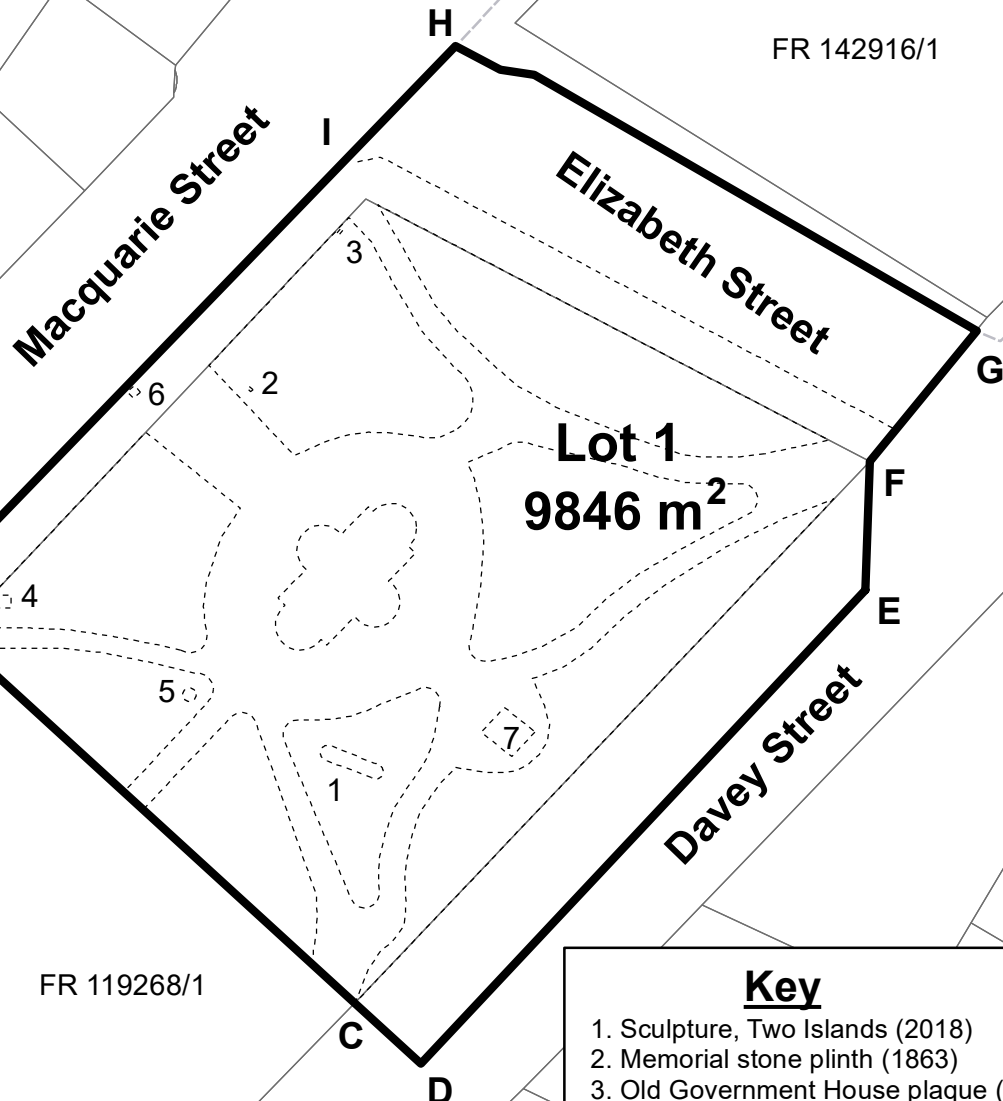 H
FR 142916/1
I
Macquarie Street
Elizabeth Street
3
G
6
2
Lot 1
9846 m²
F
4
E
5
7
1
Davey Street
FR 119268/1
C
D
Key
1. Sculpture, Two Islands (2018)
2. Memorial stone plinth (1863)
3. Old Government House plaque (